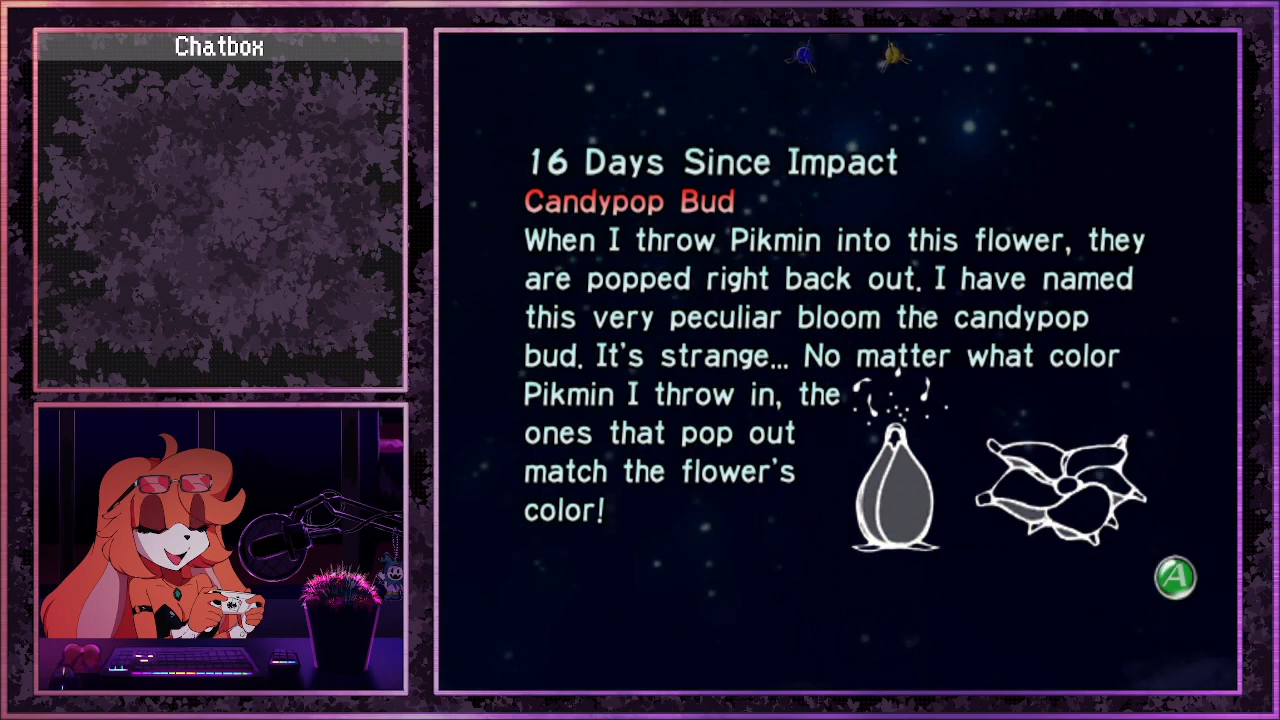 Chatbox
16 Days Since Impact
Candypop Bud
When I throw Pikmin into this flower, they
are popped right back out. I have named
this very peculiar bloom the candypop
bud. It's strange... No matter what color
Pikmin I throw in, the
ones that pop out
match the flower's
color!
A